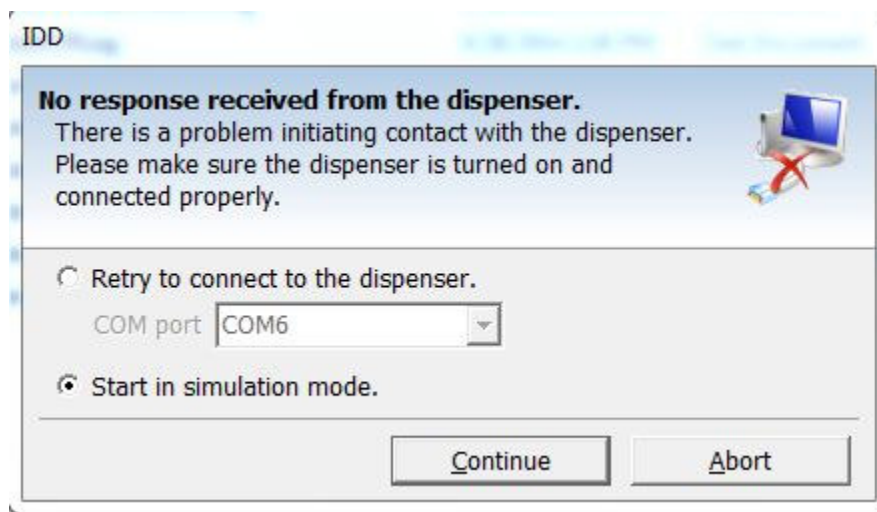 IDD
No response received from the dispenser.
There is a problem initiating contact with the dispenser.
Please make sure the dispenser is turned on and
connected properly.
Retry to connect to the dispenser.
COM port COM6
Start in simulation mode.
Continue Abort